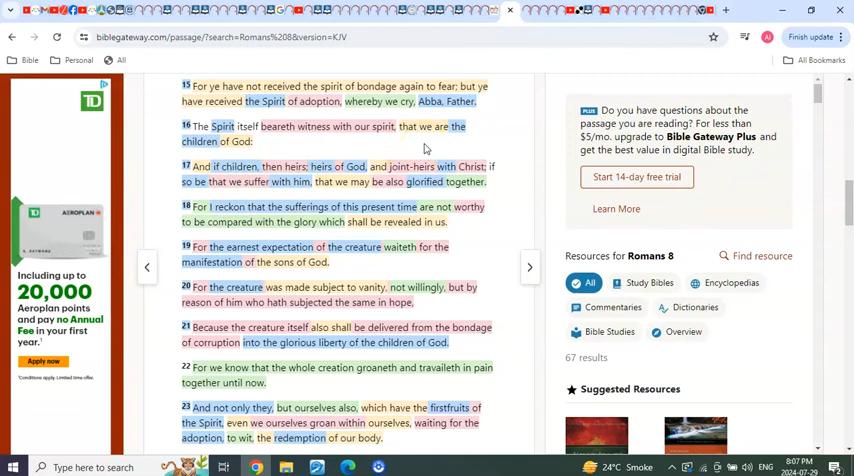 biblegateway.com/passage/?search=Romans%208&version=KJV
AI
Finish update
Bible
Personal
All
All Bookmarks
TD
TD
AEROPLAN
Including up to
20,000
Aeroplan points
and pay no Annual
Fee in your first
year.¹
Apply now
¹Conditions apply. Limited time offer.
15 For ye have not received the spirit of bondage again to fear; but ye
have received the Spirit of adoption, whereby we cry, Abba, Father.
16 The Spirit itself beareth witness with our spirit, that we are the
children of God:
17 And if children, then heirs; heirs of God, and joint-heirs with Christ; if
so be that we suffer with him, that we may be also glorified together.
18 For I reckon that the sufferings of this present time are not worthy
to be compared with the glory which shall be revealed in us.
19 For the earnest expectation of the creature waiteth for the
manifestation of the sons of God.
20 For the creature was made subject to vanity, not willingly, but by
reason of him who hath subjected the same in hope,
21 Because the creature itself also shall be delivered from the bondage
of corruption into the glorious liberty of the children of God.
22 For we know that the whole creation groaneth and travaileth in pain
together until now.
23 And not only they, but ourselves also, which have the firstfruits of
the Spirit, even we ourselves groan within ourselves, waiting for the
adoption, to wit, the redemption of our body.
PLUS Do you have questions about the
passage you are reading? For less than
$5/mo. upgrade to Bible Gateway Plus and
get the best value in digital Bible study.
Start 14-day free trial
Learn More
Resources for Romans 8
Find resource
All
Study Bibles
Encyclopedias
Commentaries
Dictionaries
Bible Studies
Overview
67 results
Suggested Resources
Type here to search
24°C Smoke
ENG
8:07 PM
2024-07-29
2